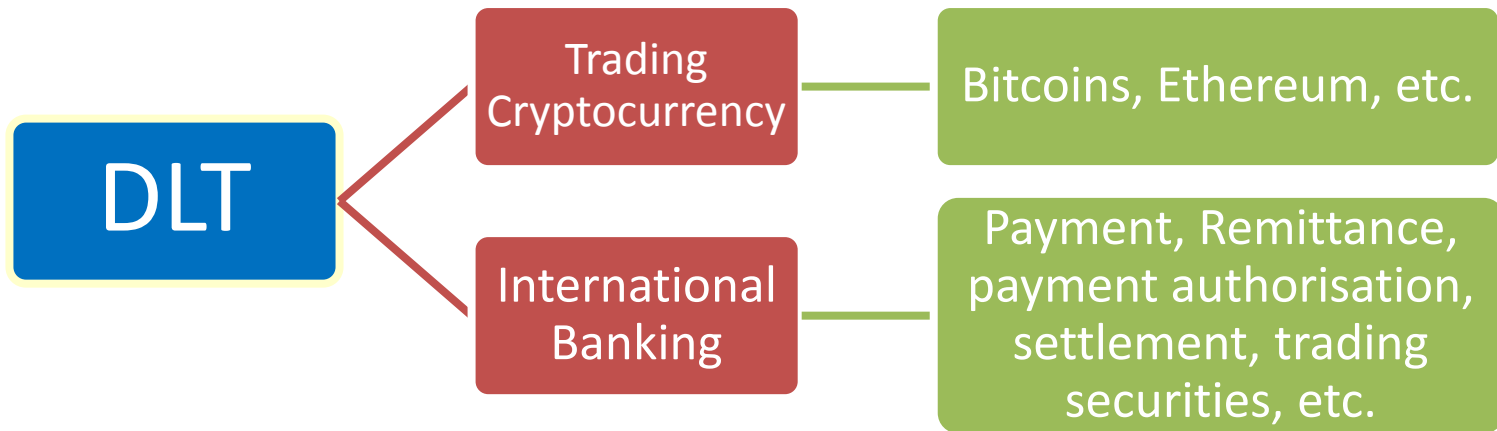 DLT
Trading
Cryptocurrency
Bitcoins, Ethereum, etc.
International
Banking
Payment, Remittance,
payment authorisation,
settlement, trading
securities, etc.